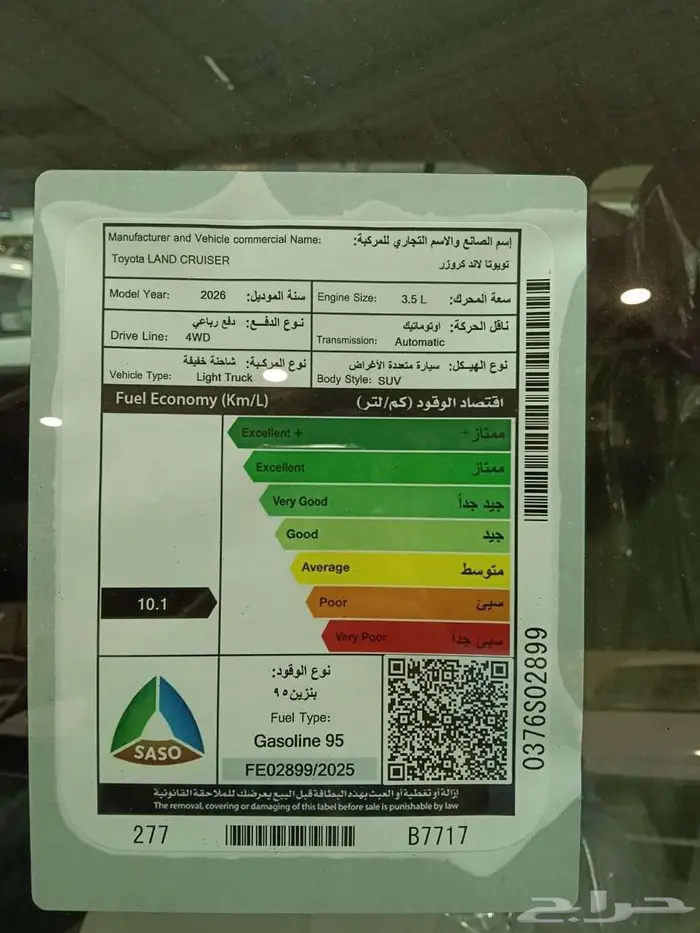 Manufacturer and Vehicle commercial Name: إسم الصانع والاسم التجاري للمركبة:
Toyota LAND CRUISER تويوتا لاند كروزر
Model Year: 2026 سنة الموديل:
Engine Size: 3.5 L سعة المحرك:
نوع الدفع: دفع رباعي
Drive Line: 4WD
ناقل الحركة: اوتوماتيك
Transmission: Automatic
نوع المركبة: شاحنة خفيفة
Vehicle Type: Light Truck
نوع الهيكل: سيارة متعددة الأغراض
Body Style: SUV
Fuel Economy (Km/L) اقتصاد الوقود (كم/لتر)
Excellent + ممتاز +
Excellent ممتاز
Very Good جيد جداً
Good جيد
Average متوسط
10.1
Poor سيئ
Very Poor سيئ جداً
SASO
نوع الوقود:
بنزين ٩٥
Fuel Type:
Gasoline 95
FE02899/2025
إزالة أو تغطية أو العبث بهذه البطاقة قبل البيع يعرضك للملاحقة القانونية
The removal, covering or damaging of this label before sale is punishable by law
277 B7717
0376S02899
حراج